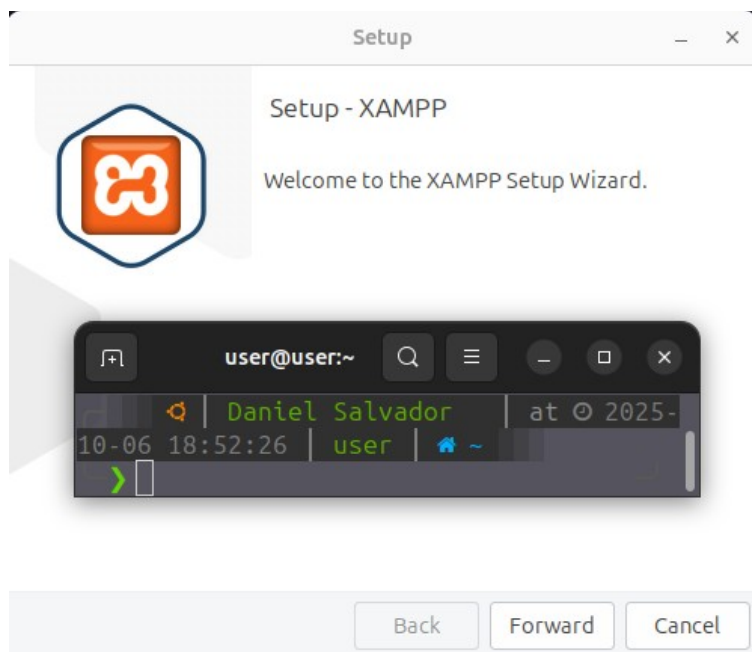 Setup
Setup - XAMPP
Welcome to the XAMPP Setup Wizard.
user@user:~
Daniel Salvador | at 2025-
10-06 18:52:26 | user | ~
❯
Back Forward Cancel